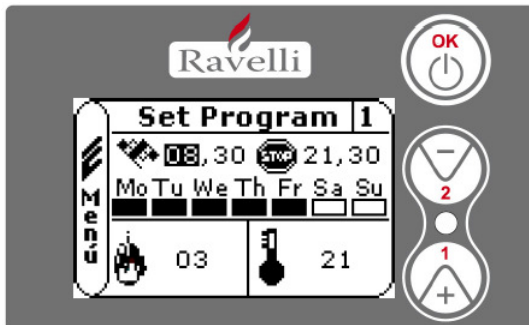 Ravelli
OK
Set Program 1
08,30 STOP 21,30
Mo Tu We Th Fr Sa Su
Menú
03 21
2
1